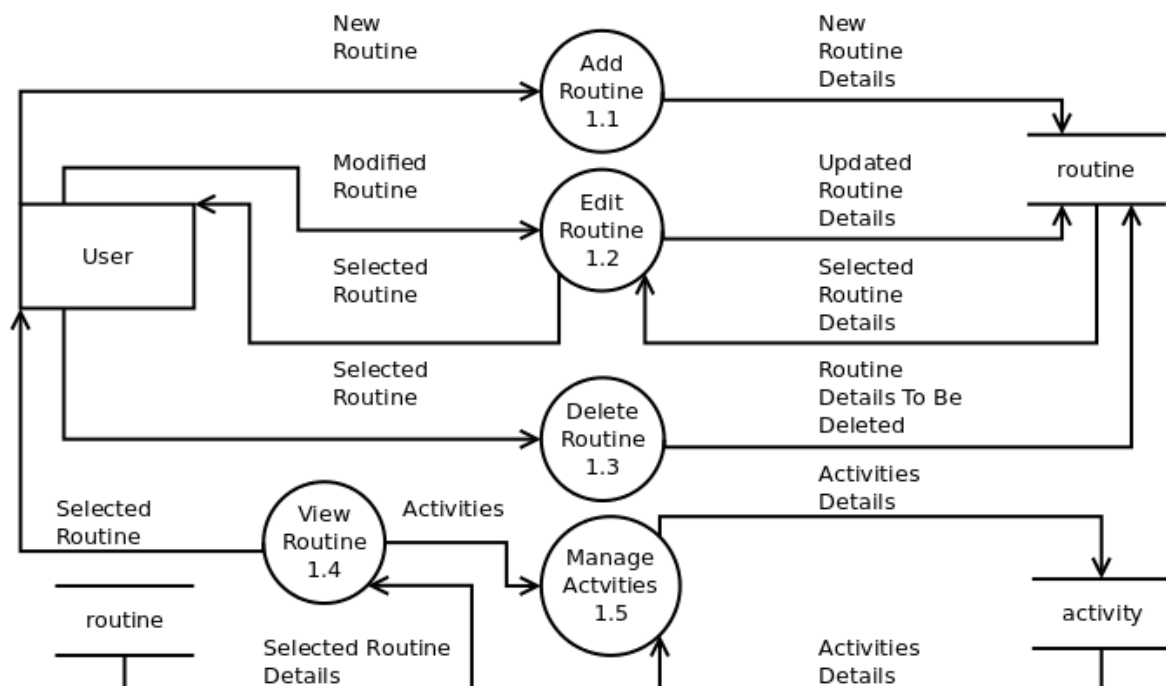 New
Routine
Add
Routine
1.1
New
Routine
Details
Modified
Routine
Edit
Routine
1.2
Updated
Routine
Details
routine
User
Selected
Routine
Selected
Routine
Details
Selected
Routine
Delete
Routine
1.3
Routine
Details To Be
Deleted
Selected
Routine
View
Routine
1.4
Activities
Manage
Actvities
1.5
Activities
Details
routine
activity
Selected Routine
Details
Activities
Details